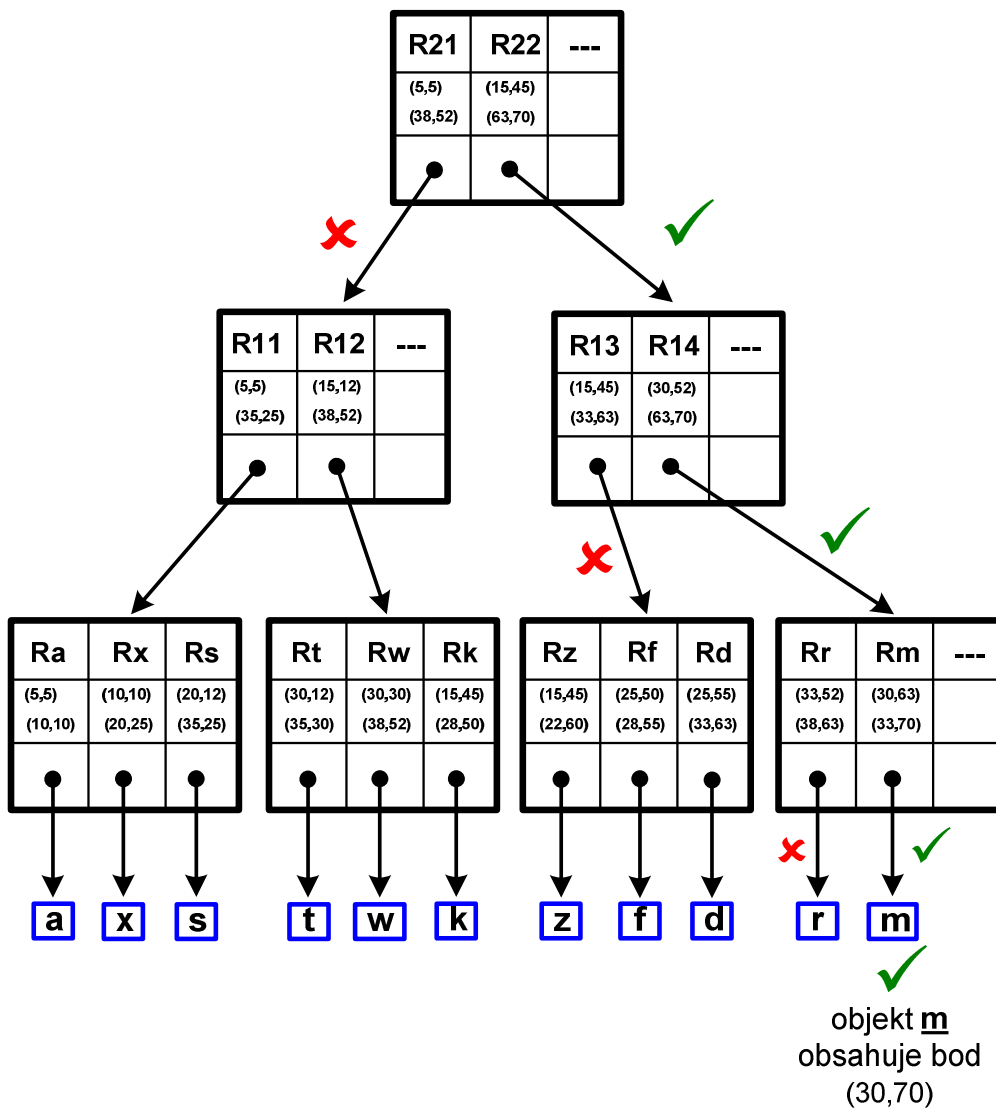 R21 R22 ---
(5,5) (15,45)
(38,52) (63,70)
R11 R12 ---
(5,5) (15,12)
(35,25) (38,52)
R13 R14 ---
(15,45) (30,52)
(33,63) (63,70)
Ra Rx Rs
(5,5) (10,10) (20,12)
(10,10) (20,25) (35,25)
Rt Rw Rk
(30,12) (30,30) (15,45)
(35,30) (38,52) (28,50)
Rz Rf Rd
(15,45) (25,50) (25,55)
(22,60) (28,55) (33,63)
Rr Rm ---
(33,52) (30,63)
(38,63) (33,70)
a x s t w k z f d r m
objekt m
obsahuje bod
(30,70)